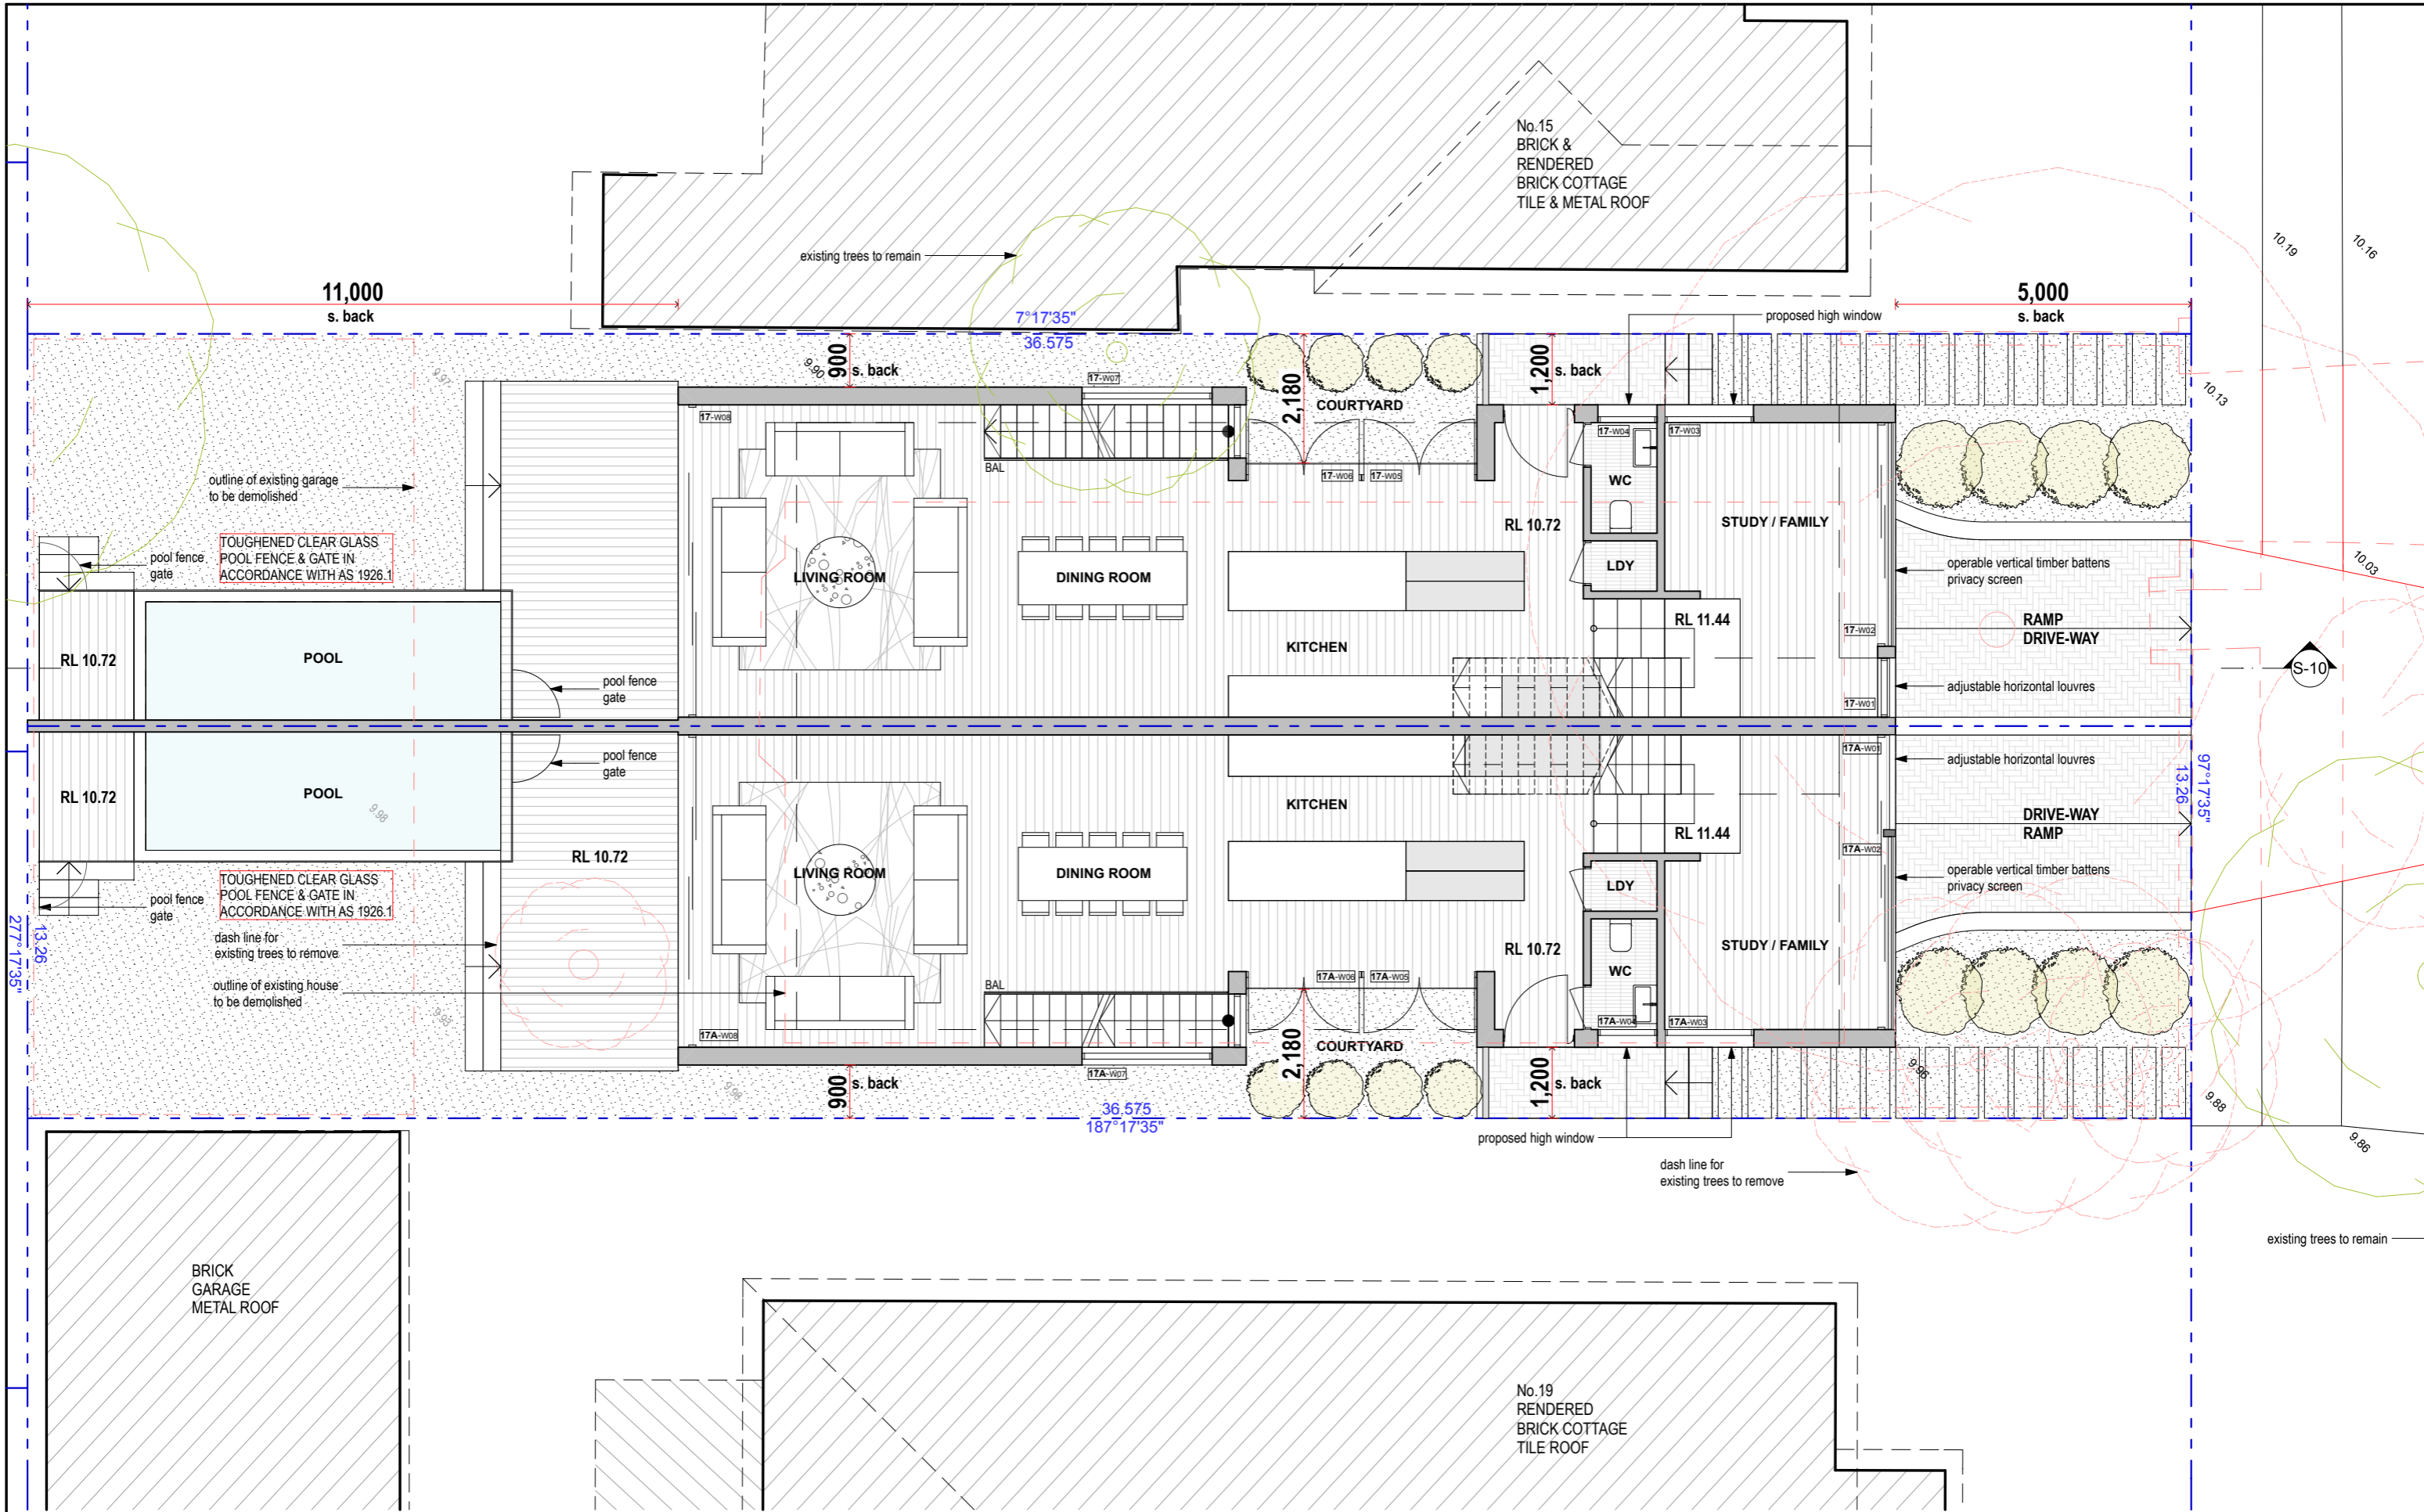 No.15
BRICK &
RENDERED
BRICK COTTAGE
TILE & METAL ROOF
existing trees to remain
10.19
10.16
11,000
s. back
5,000
s. back
7°17'35"
36.575
proposed high window
900
s. back
9.90
9.97
2,180
COURTYARD
1,200
s. back
10.13
17-W07
17-W08
17-W04
17-W03
BAL
17-W06
17-W05
WC
outline of existing garage
to be demolished
RL 10.72
STUDY / FAMILY
TOUGHENED CLEAR GLASS
POOL FENCE & GATE IN
ACCORDANCE WITH AS 1926.1
pool fence
gate
LIVING ROOM
DINING ROOM
LDY
operable vertical timber battens
privacy screen
10.03
RL 11.44
RAMP
DRIVE-WAY
17-W02
KITCHEN
RL 10.72
POOL
S-10
pool fence
gate
adjustable horizontal louvres
17-W01
17A-W01
pool fence
gate
adjustable horizontal louvres
97°17'35"
13.26
RL 10.72
POOL
9.98
KITCHEN
DRIVE-WAY
RAMP
RL 11.44
17A-W02
RL 10.72
TOUGHENED CLEAR GLASS
POOL FENCE & GATE IN
ACCORDANCE WITH AS 1926.1
pool fence
gate
LIVING ROOM
DINING ROOM
LDY
operable vertical timber battens
privacy screen
277°17'35"
13.26
dash line for
existing trees to remove
RL 10.72
STUDY / FAMILY
WC
outline of existing house
to be demolished
BAL
17A-W06
17A-W05
17A-W04
17A-W03
17A-W08
17A-W07
COURTYARD
2,180
900
s. back
1,200
s. back
9.96
9.88
9.86
36.575
187°17'35"
proposed high window
dash line for
existing trees to remove
existing trees to remain
BRICK
GARAGE
METAL ROOF
No.19
RENDERED
BRICK COTTAGE
TILE ROOF